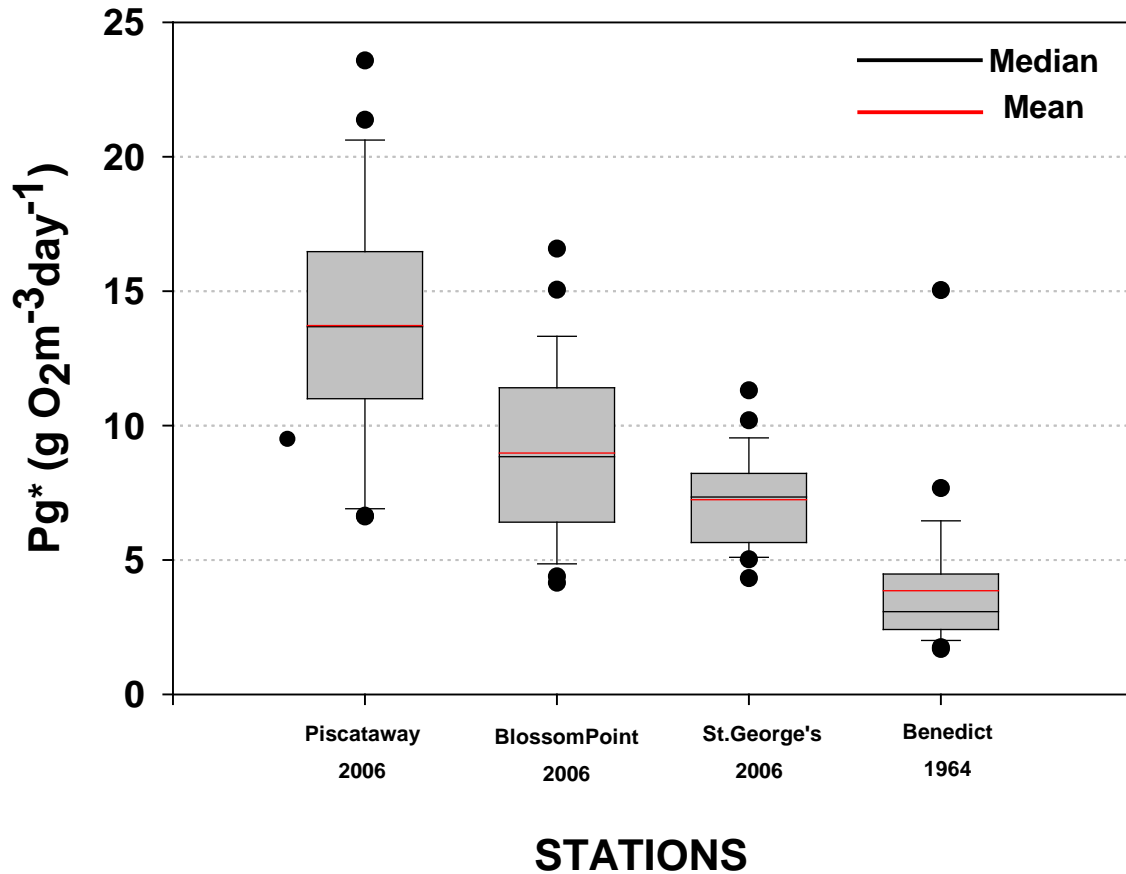 25
20
15
10
5
0
Pg* (g O2m-3day-1)
Median
Mean
Piscataway
2006
BlossomPoint
2006
St.George's
2006
Benedict
1964
STATIONS